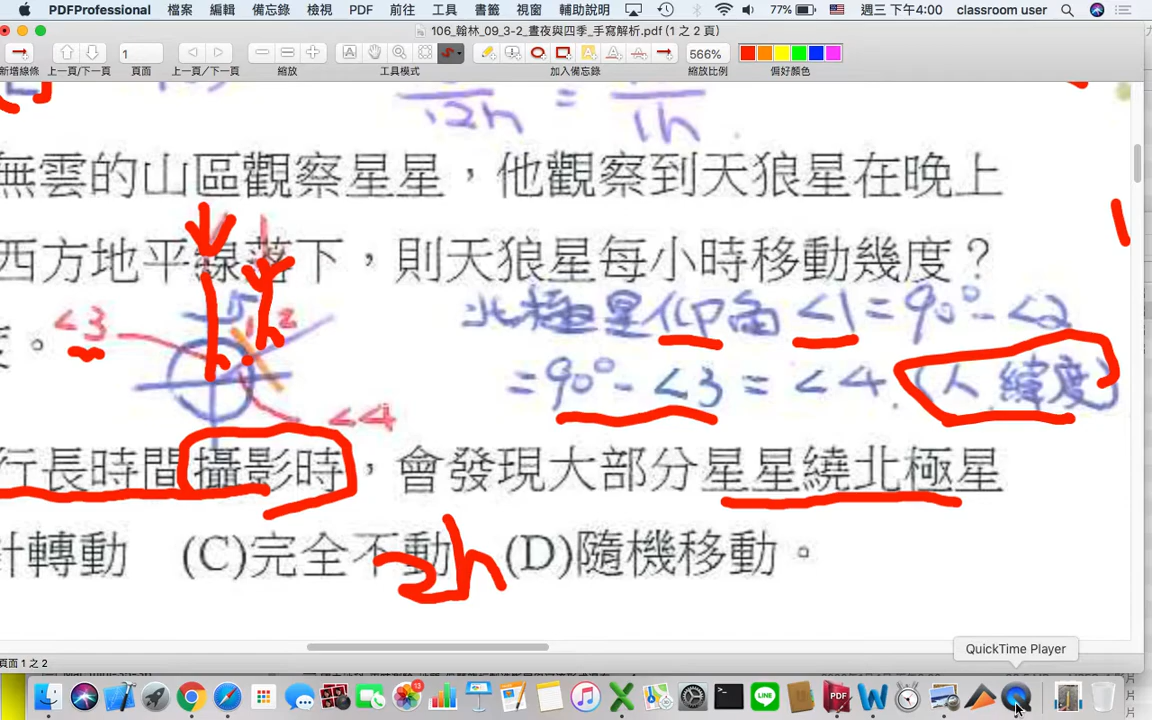 PDFProfessional 檔案 編輯 備忘錄 檢視 PDF 前往 工具 書籤 視窗 輔助說明 77% 週三 下午4:00 classroom user
106_翰林_09_3-2_晝夜與四季_手寫解析.pdf (1 之 2 頁)
1 566%
新增線條 上一頁/下一頁 頁面 上一頁/下一頁 縮放 工具模式 加入備忘錄 縮放比例 偏好顏色
12h = 1h
無雲的山區觀察星星，他觀察到天狼星在晚上
西方地平線落下，則天狼星每小時移動幾度？
北極星仰角 <1 = 90° - <2
度。 <3
= 90° - <3 = <4 (人.緯度)
<4
行長時間攝影時，會發現大部分星星繞北極星
計轉動 (C)完全不動 (D)隨機移動。
2h
QuickTime Player
頁面 1 之 2